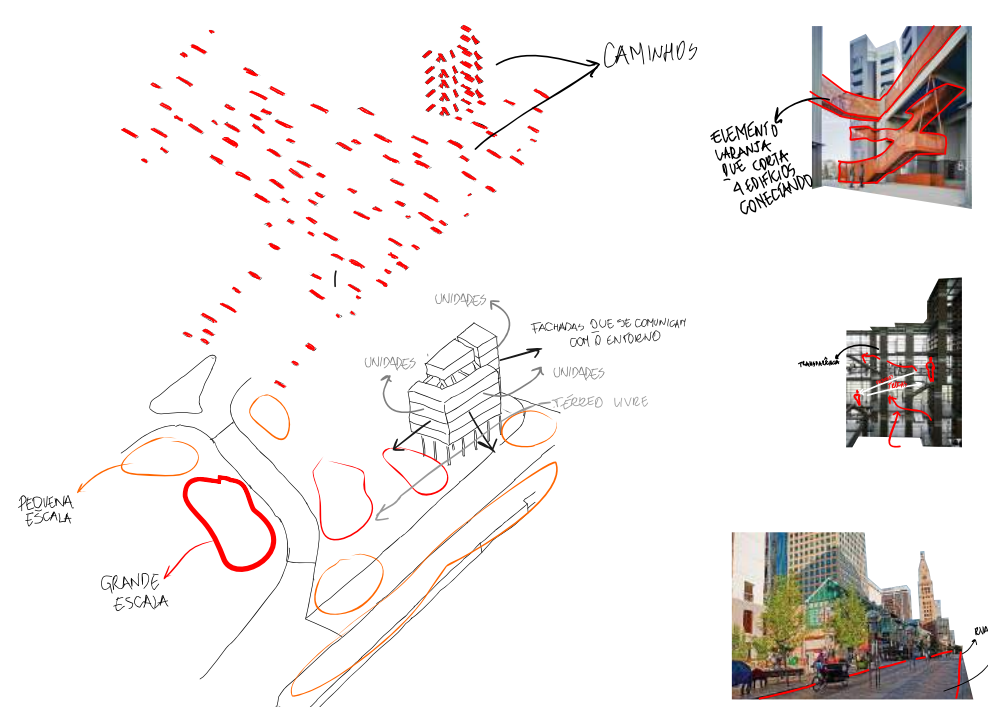 CAMINHOS
ELEMENTO
LARANJA
QUE CORTA
4 EDIFÍCIOS
CONECTANDO
UNIDADES
FACHADAS QUE SE COMUNICAM
COM O ENTORNO
UNIDADES
UNIDADES
TÉRREO LIVRE
PEQUENA
ESCALA
GRANDE
ESCALA
RUA